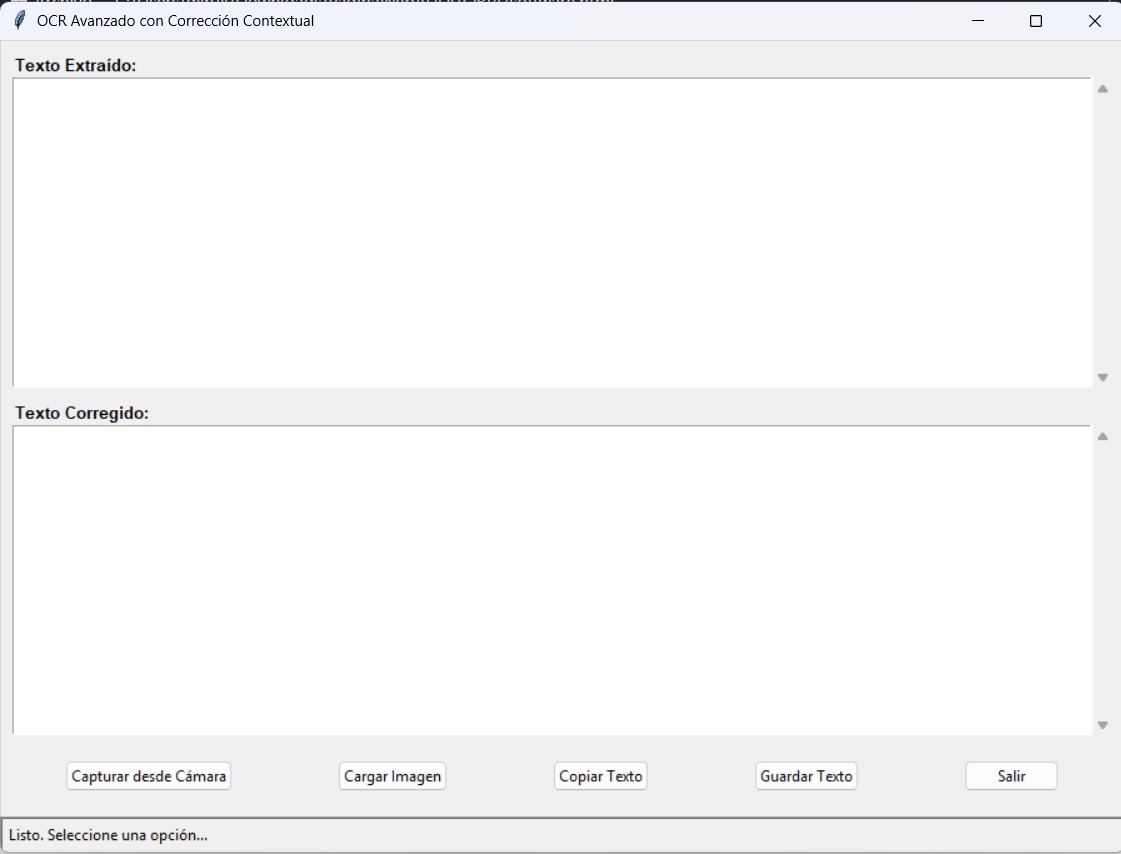 OCR Avanzado con Corrección Contextual
Texto Extraído:
Texto Corregido:
Capturar desde Cámara
Cargar Imagen
Copiar Texto
Guardar Texto
Salir
Listo. Seleccione una opción...